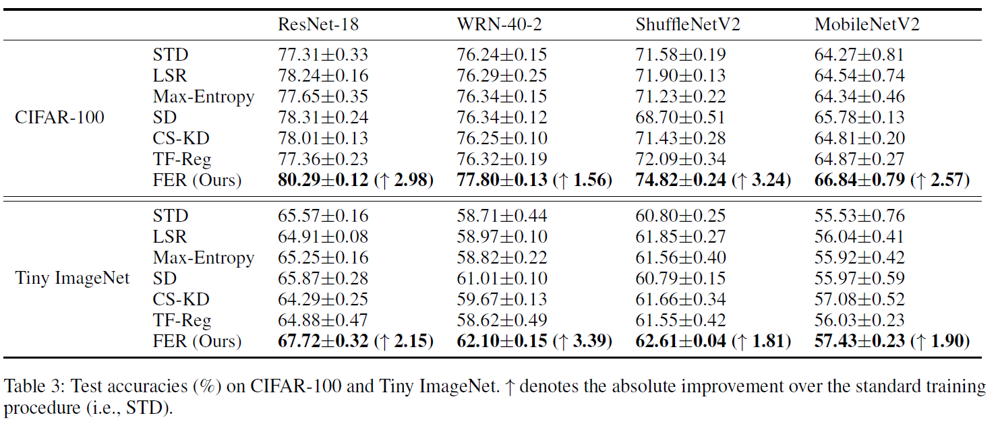 ResNet-18 WRN-40-2 ShuffleNetV2 MobileNetV2
STD 77.31±0.33 76.24±0.15 71.58±0.19 64.27±0.81
LSR 78.24±0.16 76.29±0.25 71.90±0.13 64.54±0.74
Max-Entropy 77.65±0.35 76.34±0.15 71.23±0.22 64.34±0.46
CIFAR-100 SD 78.31±0.24 76.34±0.12 68.70±0.51 65.78±0.13
CS-KD 78.01±0.13 76.25±0.10 71.43±0.28 64.81±0.20
TF-Reg 77.36±0.23 76.32±0.19 72.09±0.34 64.87±0.27
FER (Ours) 80.29±0.12 (↑ 2.98) 77.80±0.13 (↑ 1.56) 74.82±0.24 (↑ 3.24) 66.84±0.79 (↑ 2.57)
STD 65.57±0.16 58.71±0.44 60.80±0.25 55.53±0.76
LSR 64.91±0.08 58.97±0.10 61.85±0.27 56.04±0.41
Max-Entropy 65.25±0.16 58.82±0.22 61.56±0.40 55.92±0.42
Tiny ImageNet SD 65.87±0.28 61.01±0.10 60.79±0.15 55.97±0.59
CS-KD 64.29±0.25 59.67±0.13 61.66±0.34 57.08±0.52
TF-Reg 64.88±0.47 58.62±0.49 61.55±0.42 56.03±0.23
FER (Ours) 67.72±0.32 (↑ 2.15) 62.10±0.15 (↑ 3.39) 62.61±0.04 (↑ 1.81) 57.43±0.23 (↑ 1.90)
Table 3: Test accuracies (%) on CIFAR-100 and Tiny ImageNet. ↑ denotes the absolute improvement over the standard training
procedure (i.e., STD).